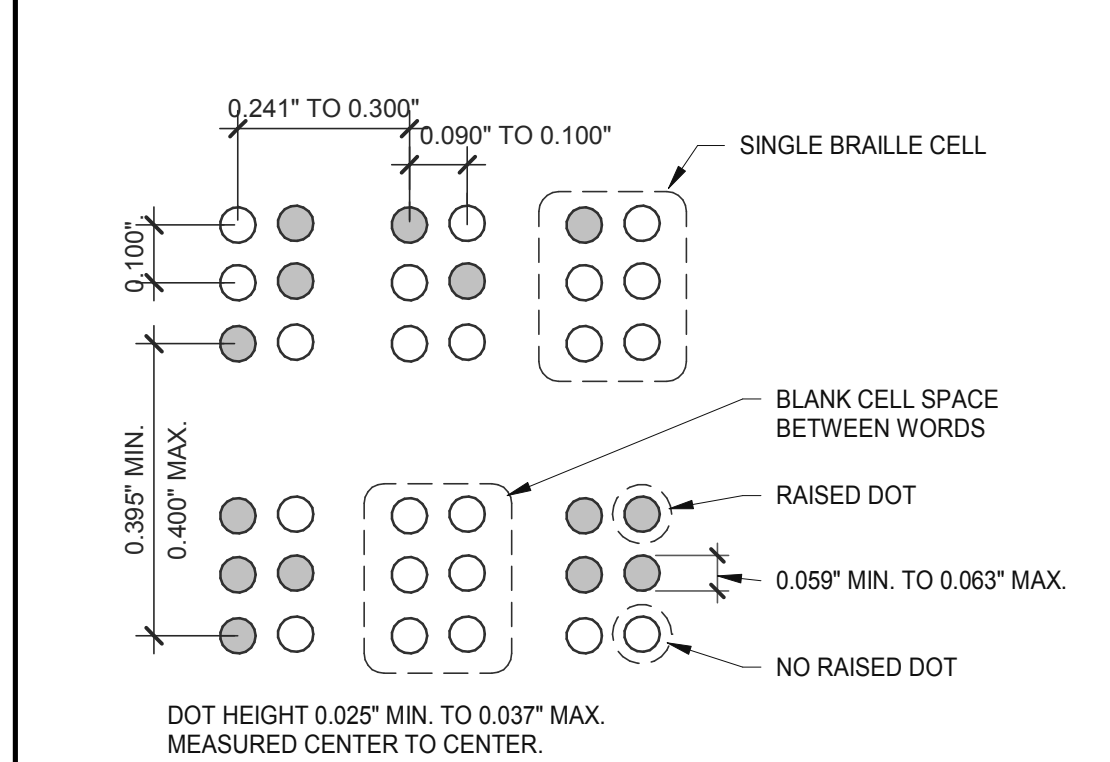 0.241" TO 0.300"
0.090" TO 0.100"
SINGLE BRAILLE CELL
0.100".
BLANK CELL SPACE
BETWEEN WORDS
0.395" MIN.
0.400" MAX.
RAISED DOT
0.059" MIN. TO 0.063" MAX.
NO RAISED DOT
DOT HEIGHT 0.025" MIN. TO 0.037" MAX.
MEASURED CENTER TO CENTER.